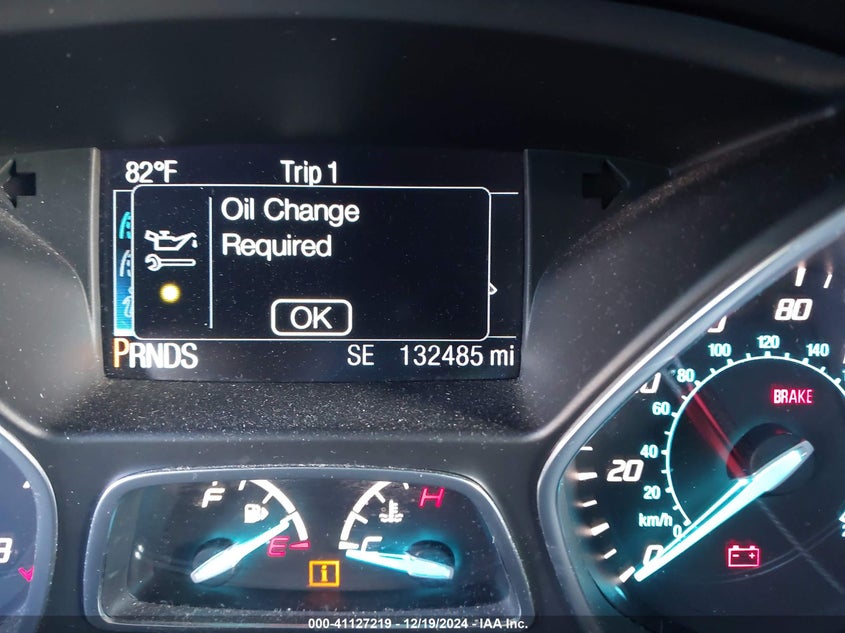 82°F Trip 1
Oil Change
Required
OK
PRNDS SE 132485 mi
80
100 120 140
80
60
40
20
km/h
0
20
0
BRAKE
F
E
H
C
i
000-41127219 - 12/19/2024 - IAA Inc.